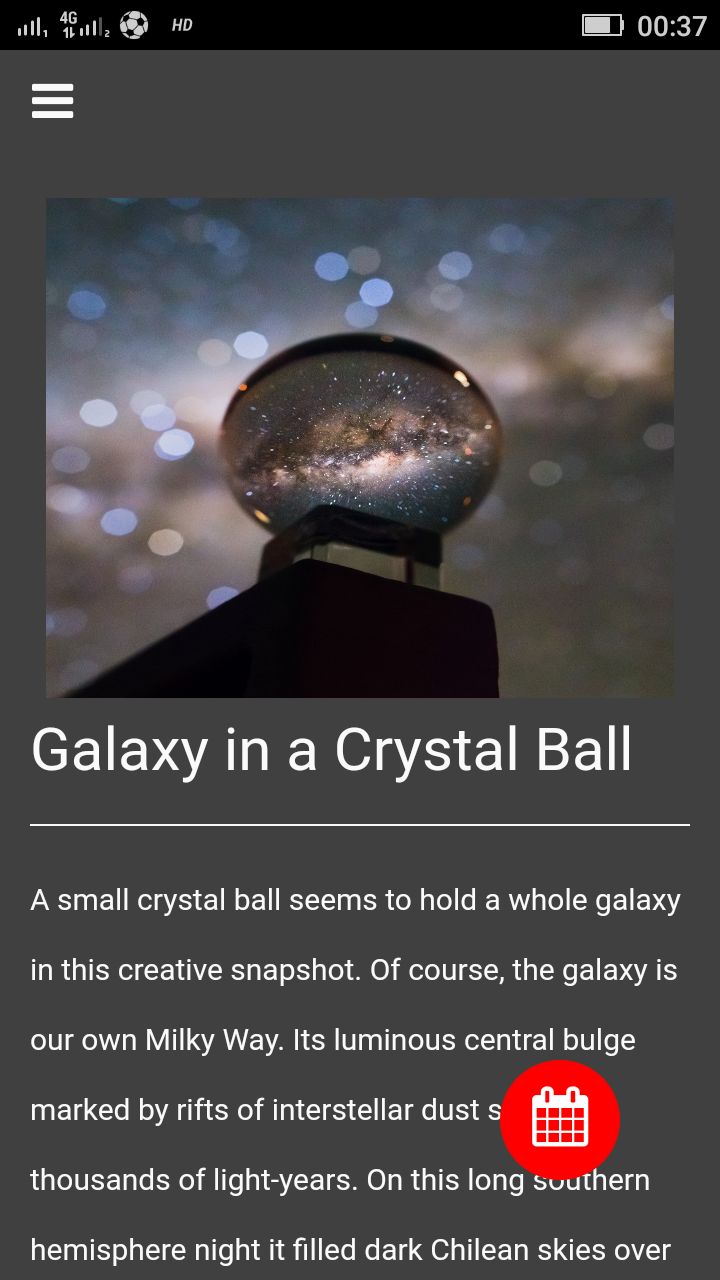 4G 1 2 HD 00:37
Galaxy in a Crystal Ball
A small crystal ball seems to hold a whole galaxy
in this creative snapshot. Of course, the galaxy is
our own Milky Way. Its luminous central bulge
marked by rifts of interstellar dust
thousands of light-years. On this long southern
hemisphere night it filled dark Chilean skies over